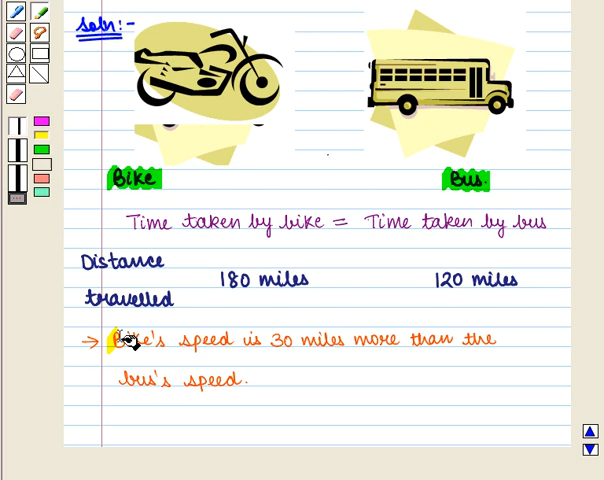 Soln:-
Bike
Bus.
Time taken by bike = Time taken by bus
Distance
180 miles 120 miles
travelled
→ Bike's speed is 30 miles more than the
bus's speed.